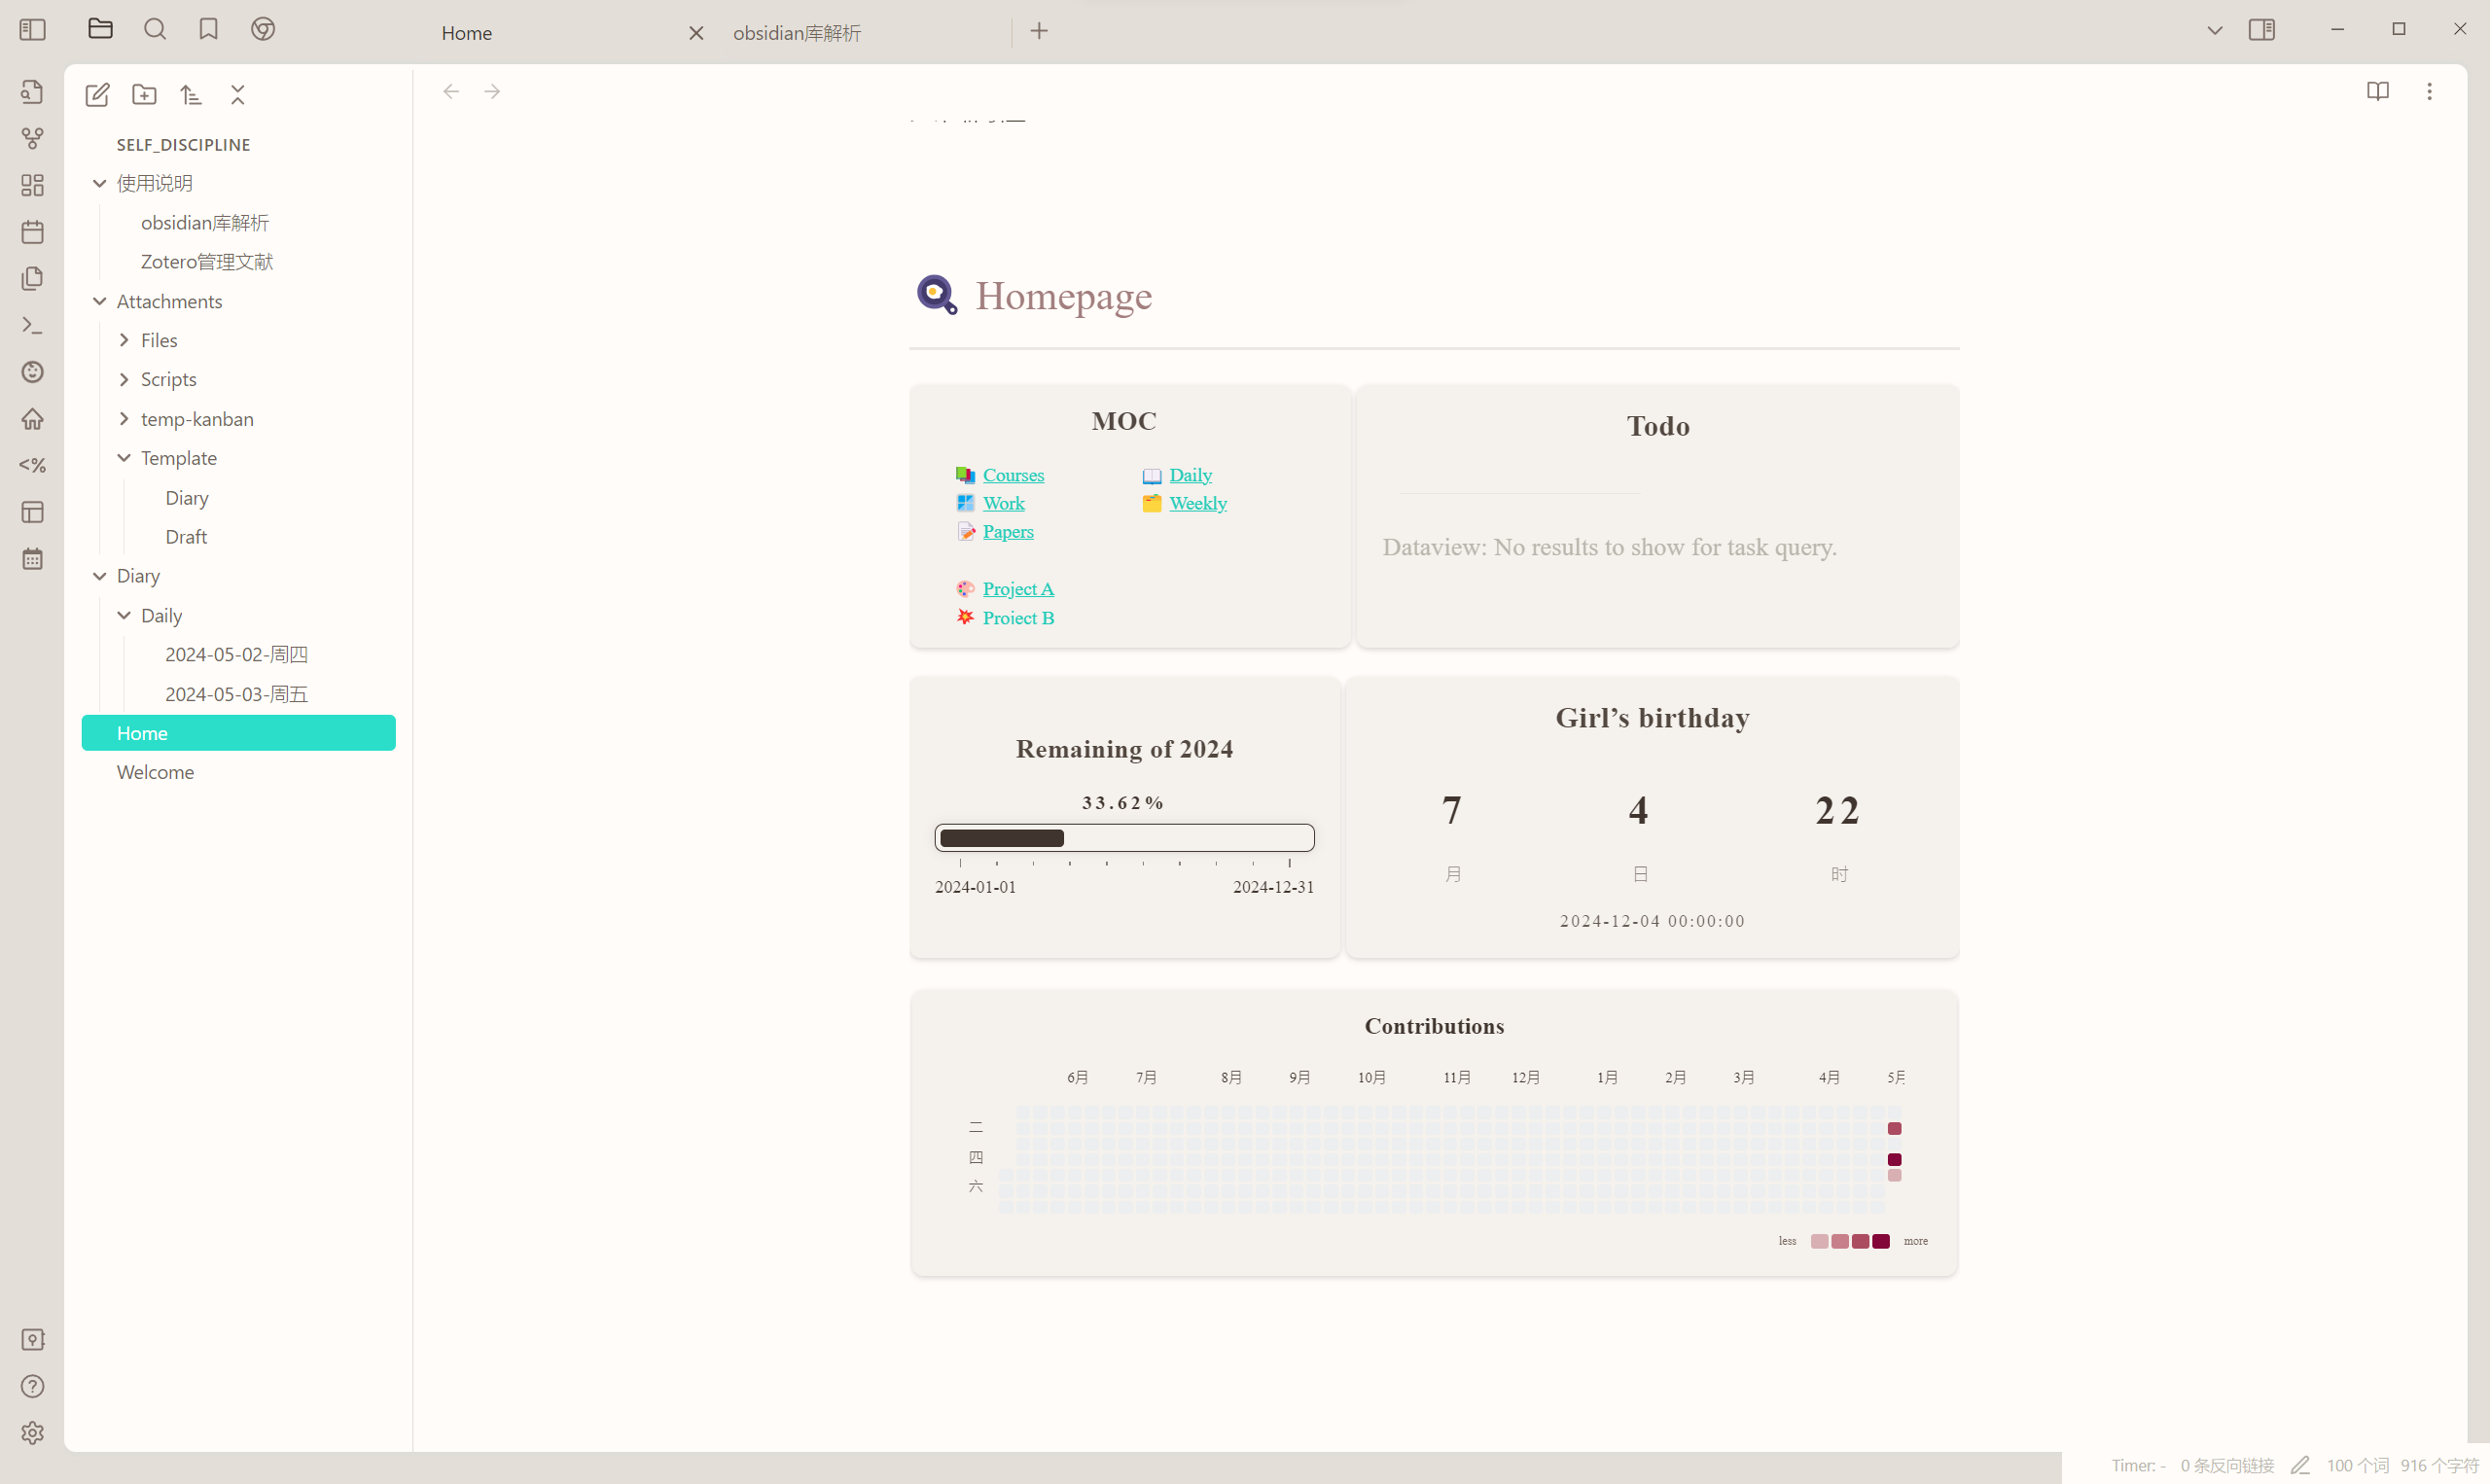 Home
obsidian库解析
SELF_DISCIPLINE
使用说明
obsidian库解析
Zotero管理文献
Attachments
Files
Scripts
temp-kanban
Template
Diary
Draft
Diary
Daily
2024-05-02-周四
2024-05-03-周五
Home
Welcome
Homepage
MOC
Courses
Work
Papers
Daily
Weekly
Project A
Project B
Todo
Dataview: No results to show for task query.
Remaining of 2024
33.62%
2024-01-01 2024-12-31
Girl’s birthday
7 4 22
月 日 时
2024-12-04 00:00:00
Contributions
6月 7月 8月 9月 10月 11月 12月 1月 2月 3月 4月 5月
二
四
六
less more
Timer: - 0 条反向链接 100 个词 916 个字符